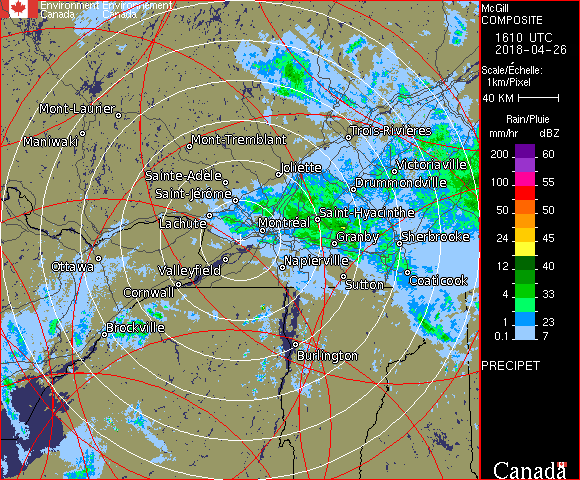 Environment Environnement
Canada Canada
McGill
COMPOSITE
1610 UTC
2018-04-26
Scale/Échelle:
1km/Pixel
40 KM
Rain/Pluie
mm/hr dBZ
200 60
100 55
50 50
24 45
12 40
4 33
1 23
0.1 7
PRECIPET
Canada
Mont-Laurier
Maniwaki
Mont-Tremblant
Trois-Rivières
Sainte-Adèle
Joliette
Victoriaville
Saint-Jérôme
Drummondville
Lachute
Montréal
Saint-Hyacinthe
Granby
Sherbrooke
Ottawa
Valleyfield
Napierville
Cornwall
Sutton
Coaticook
Brockville
Burlington